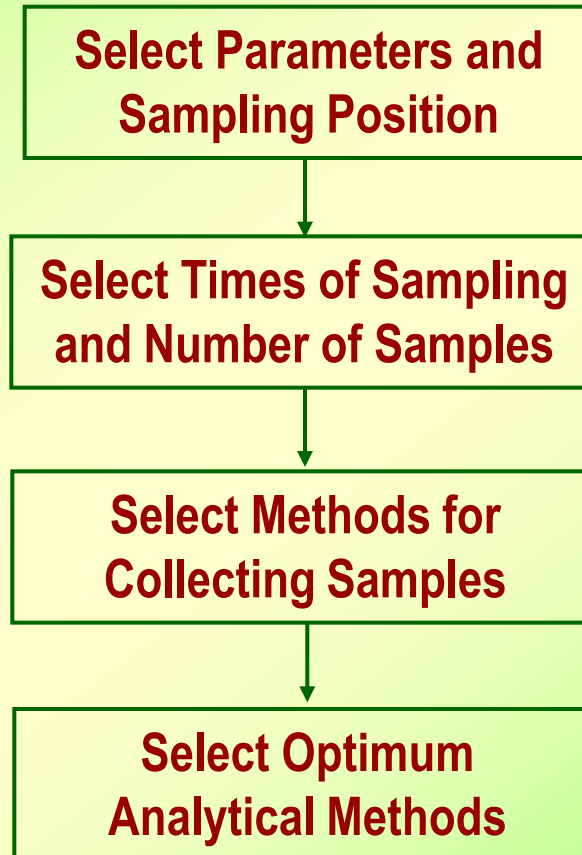 Select Parameters and
Sampling Position
Select Times of Sampling
and Number of Samples
Select Methods for
Collecting Samples
Select Optimum
Analytical Methods